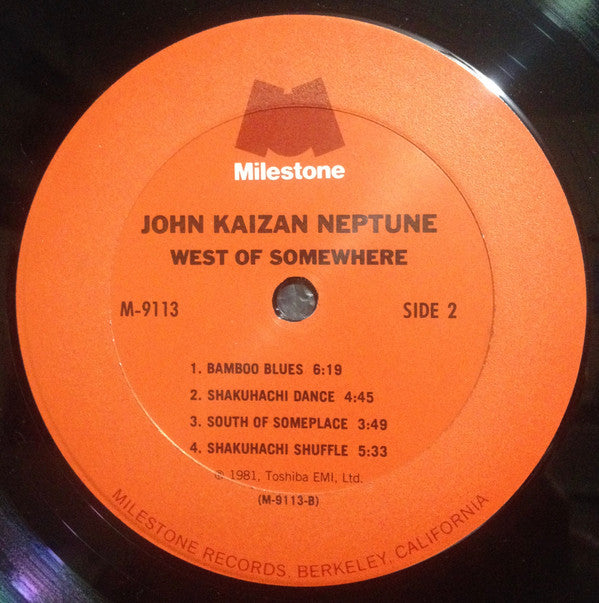 Milestone
JOHN KAIZAN NEPTUNE
WEST OF SOMEWHERE
M-9113 SIDE 2
1. BAMBOO BLUES 6:19
2. SHAKUHACHI DANCE 4:45
3. SOUTH OF SOMEPLACE 3:49
4. SHAKUHACHI SHUFFLE 5:33
℗ 1981, Toshiba EMI, Ltd.
(M-9113-B)
MILESTONE RECORDS, BERKELEY, CALIFORNIA